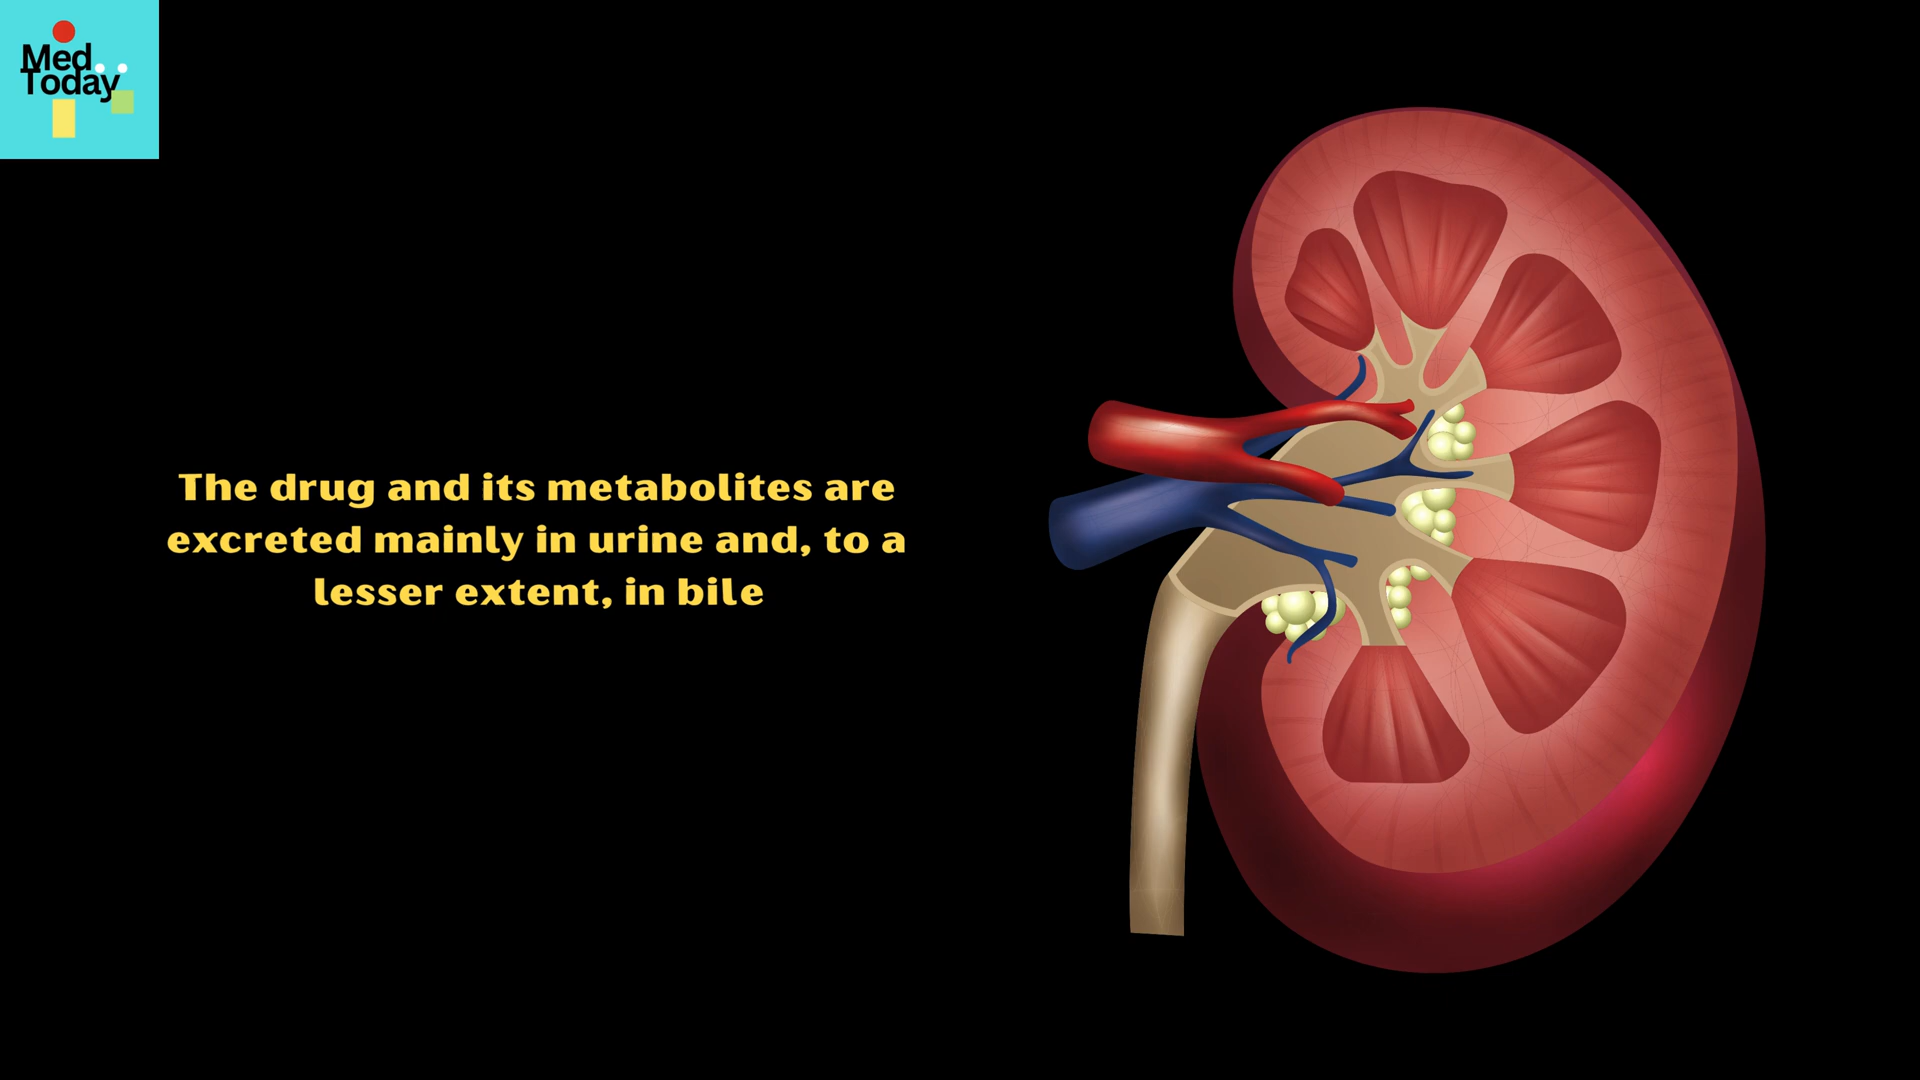 Med
Today
The drug and its metabolites are
excreted mainly in urine and, to a
lesser extent, in bile